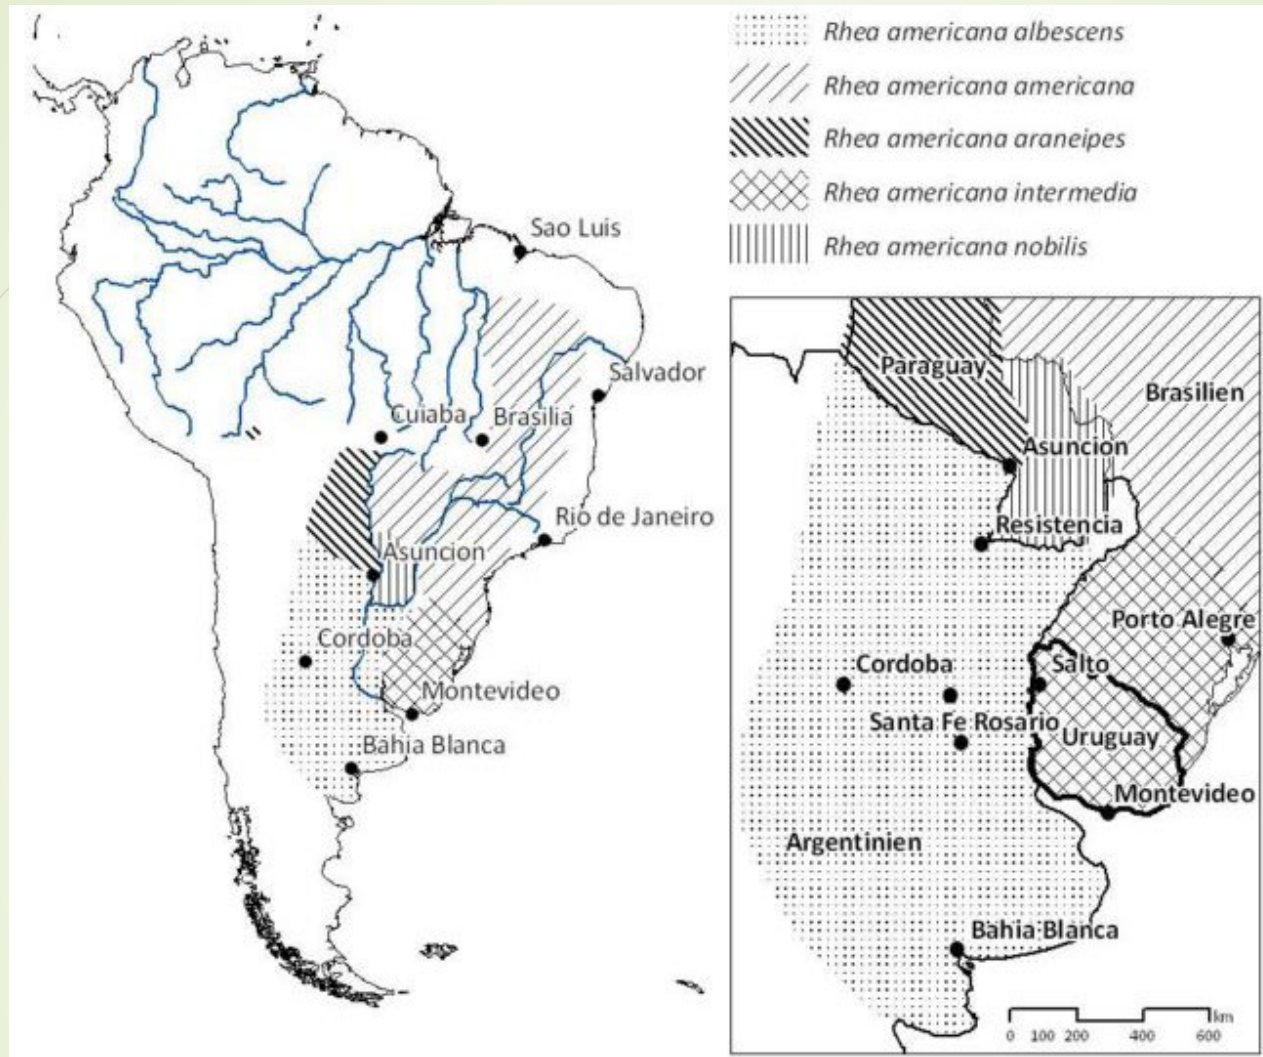 Rhea americana albescens
Rhea americana americana
Rhea americana araneipes
Rhea americana intermedia
Rhea americana nobilis
Sao Luis
Salvador
Cuiaba
Brasilia
Rio de Janeiro
Asuncion
Cordoba
Montevideo
Bahia Blanca
Paraguay
Brasilien
Asuncion
Resistencia
Porto Alegre
Cordoba
Salto
Santa Fe Rosario
Uruguay
Montevideo
Argentinien
Bahia Blanca
km
0 100 200 400 600